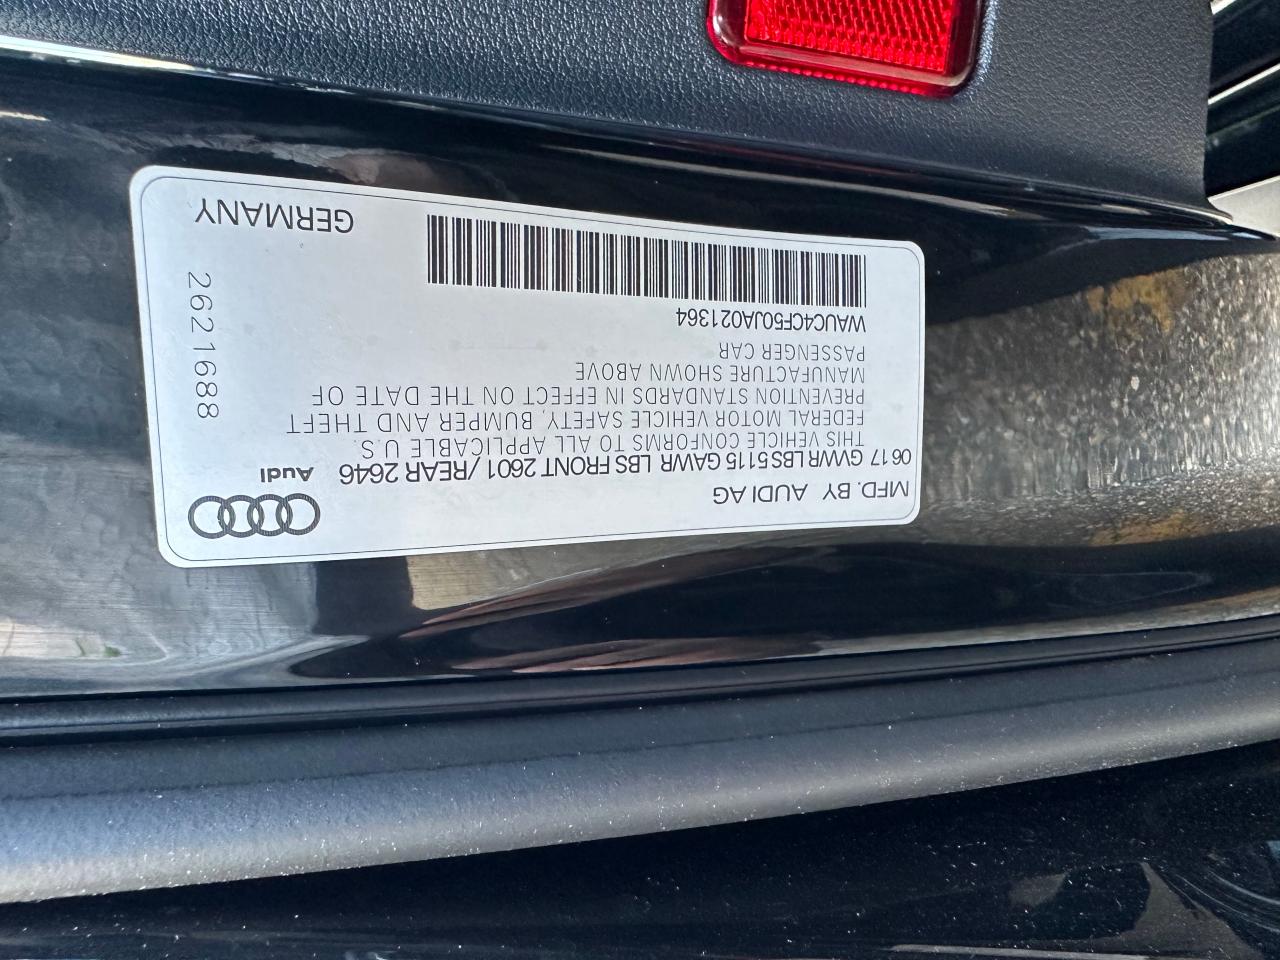 MFD. BY AUDI AG
06 17 GVWR LBS 5115 GAWR LBS FRONT 2601 /REAR 2646
THIS VEHICLE CONFORMS TO ALL APPLICABLE U.S.
FEDERAL MOTOR VEHICLE SAFETY, BUMPER AND THEFT
PREVENTION STANDARDS IN EFFECT ON THE DATE OF
MANUFACTURE SHOWN ABOVE
PASSENGER CAR
WAUC4CF50JA021364
Audi
2621688
GERMANY